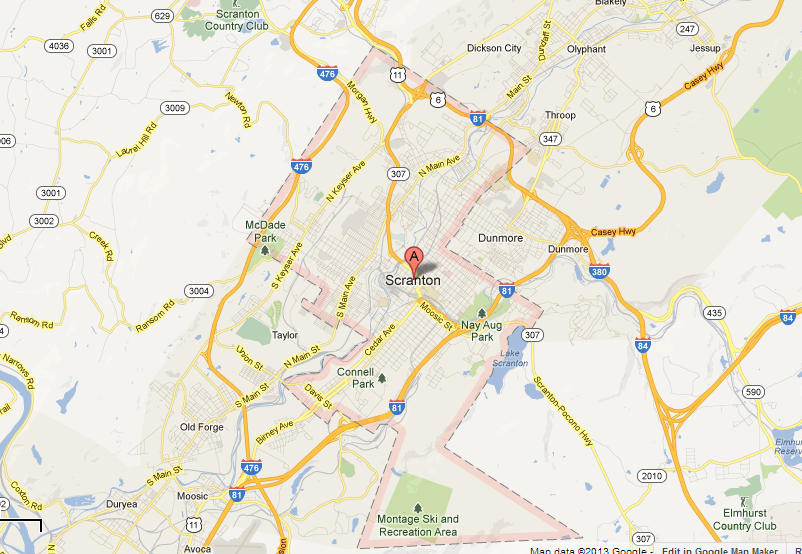 Scranton
Country Club
Falls Rd
629
4036
3001
Newton Rd
3009
Laurel Hill Rd
3001
3002
Creek Rd
Blvd
3004
Ransom Rd
Ransom Rd
Narrows Rd
Coxton Rd
Blakely
247
Jessup
Dickson City
Dundaff St
Olyphant
Main St
Casey Hwy
6
Throop
347
11
6
81
476
Morgan Hwy
307
N Main Ave
476
N Keyser Ave
McDade
Park
S Keyser Ave
S Main Ave
Dunmore
Dunmore
Casey Hwy
380
A
Scranton
81
Moosic St
Nay Aug
Park
Cedar Ave
Taylor
N Main St
Union St
S Main St
Connell
Park
Davis St
81
Birney Ave
Old Forge
476
81
S Main St
Duryea
Moosic
11
Avoca
307
Lake
Scranton
Scranton-Pocono Hwy
435
84
84
590
Elmhurst
Reserv
2010
Elmhurst
Country Club
307
Montage Ski and
Recreation Area
Map data ©2013 Google - Edit in Google Map Maker